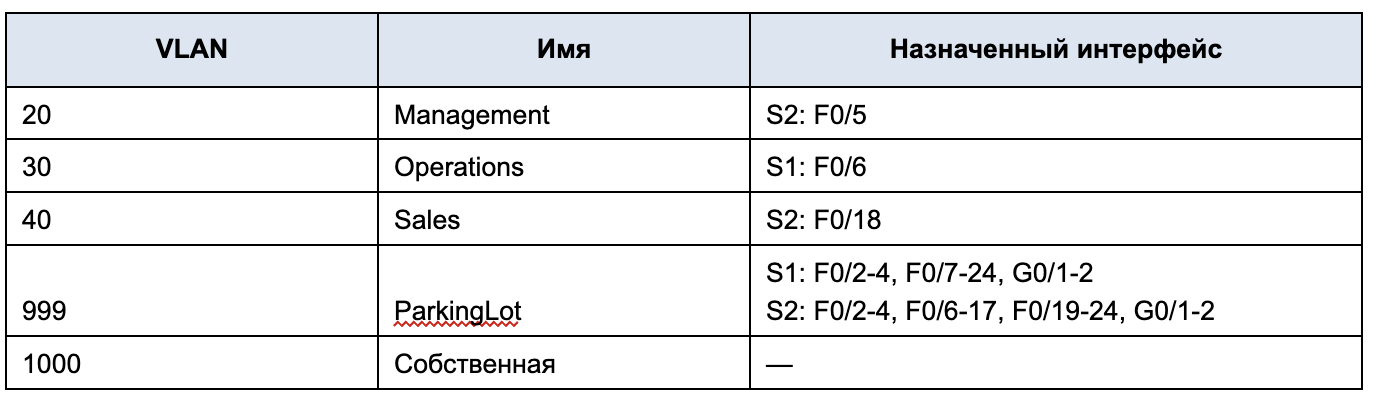 VLAN Имя Назначенный интерфейс
20 Management S2: F0/5
30 Operations S1: F0/6
40 Sales S2: F0/18
S1: F0/2-4, F0/7-24, G0/1-2
999 ParkingLot S2: F0/2-4, F0/6-17, F0/19-24, G0/1-2
1000 Собственная —